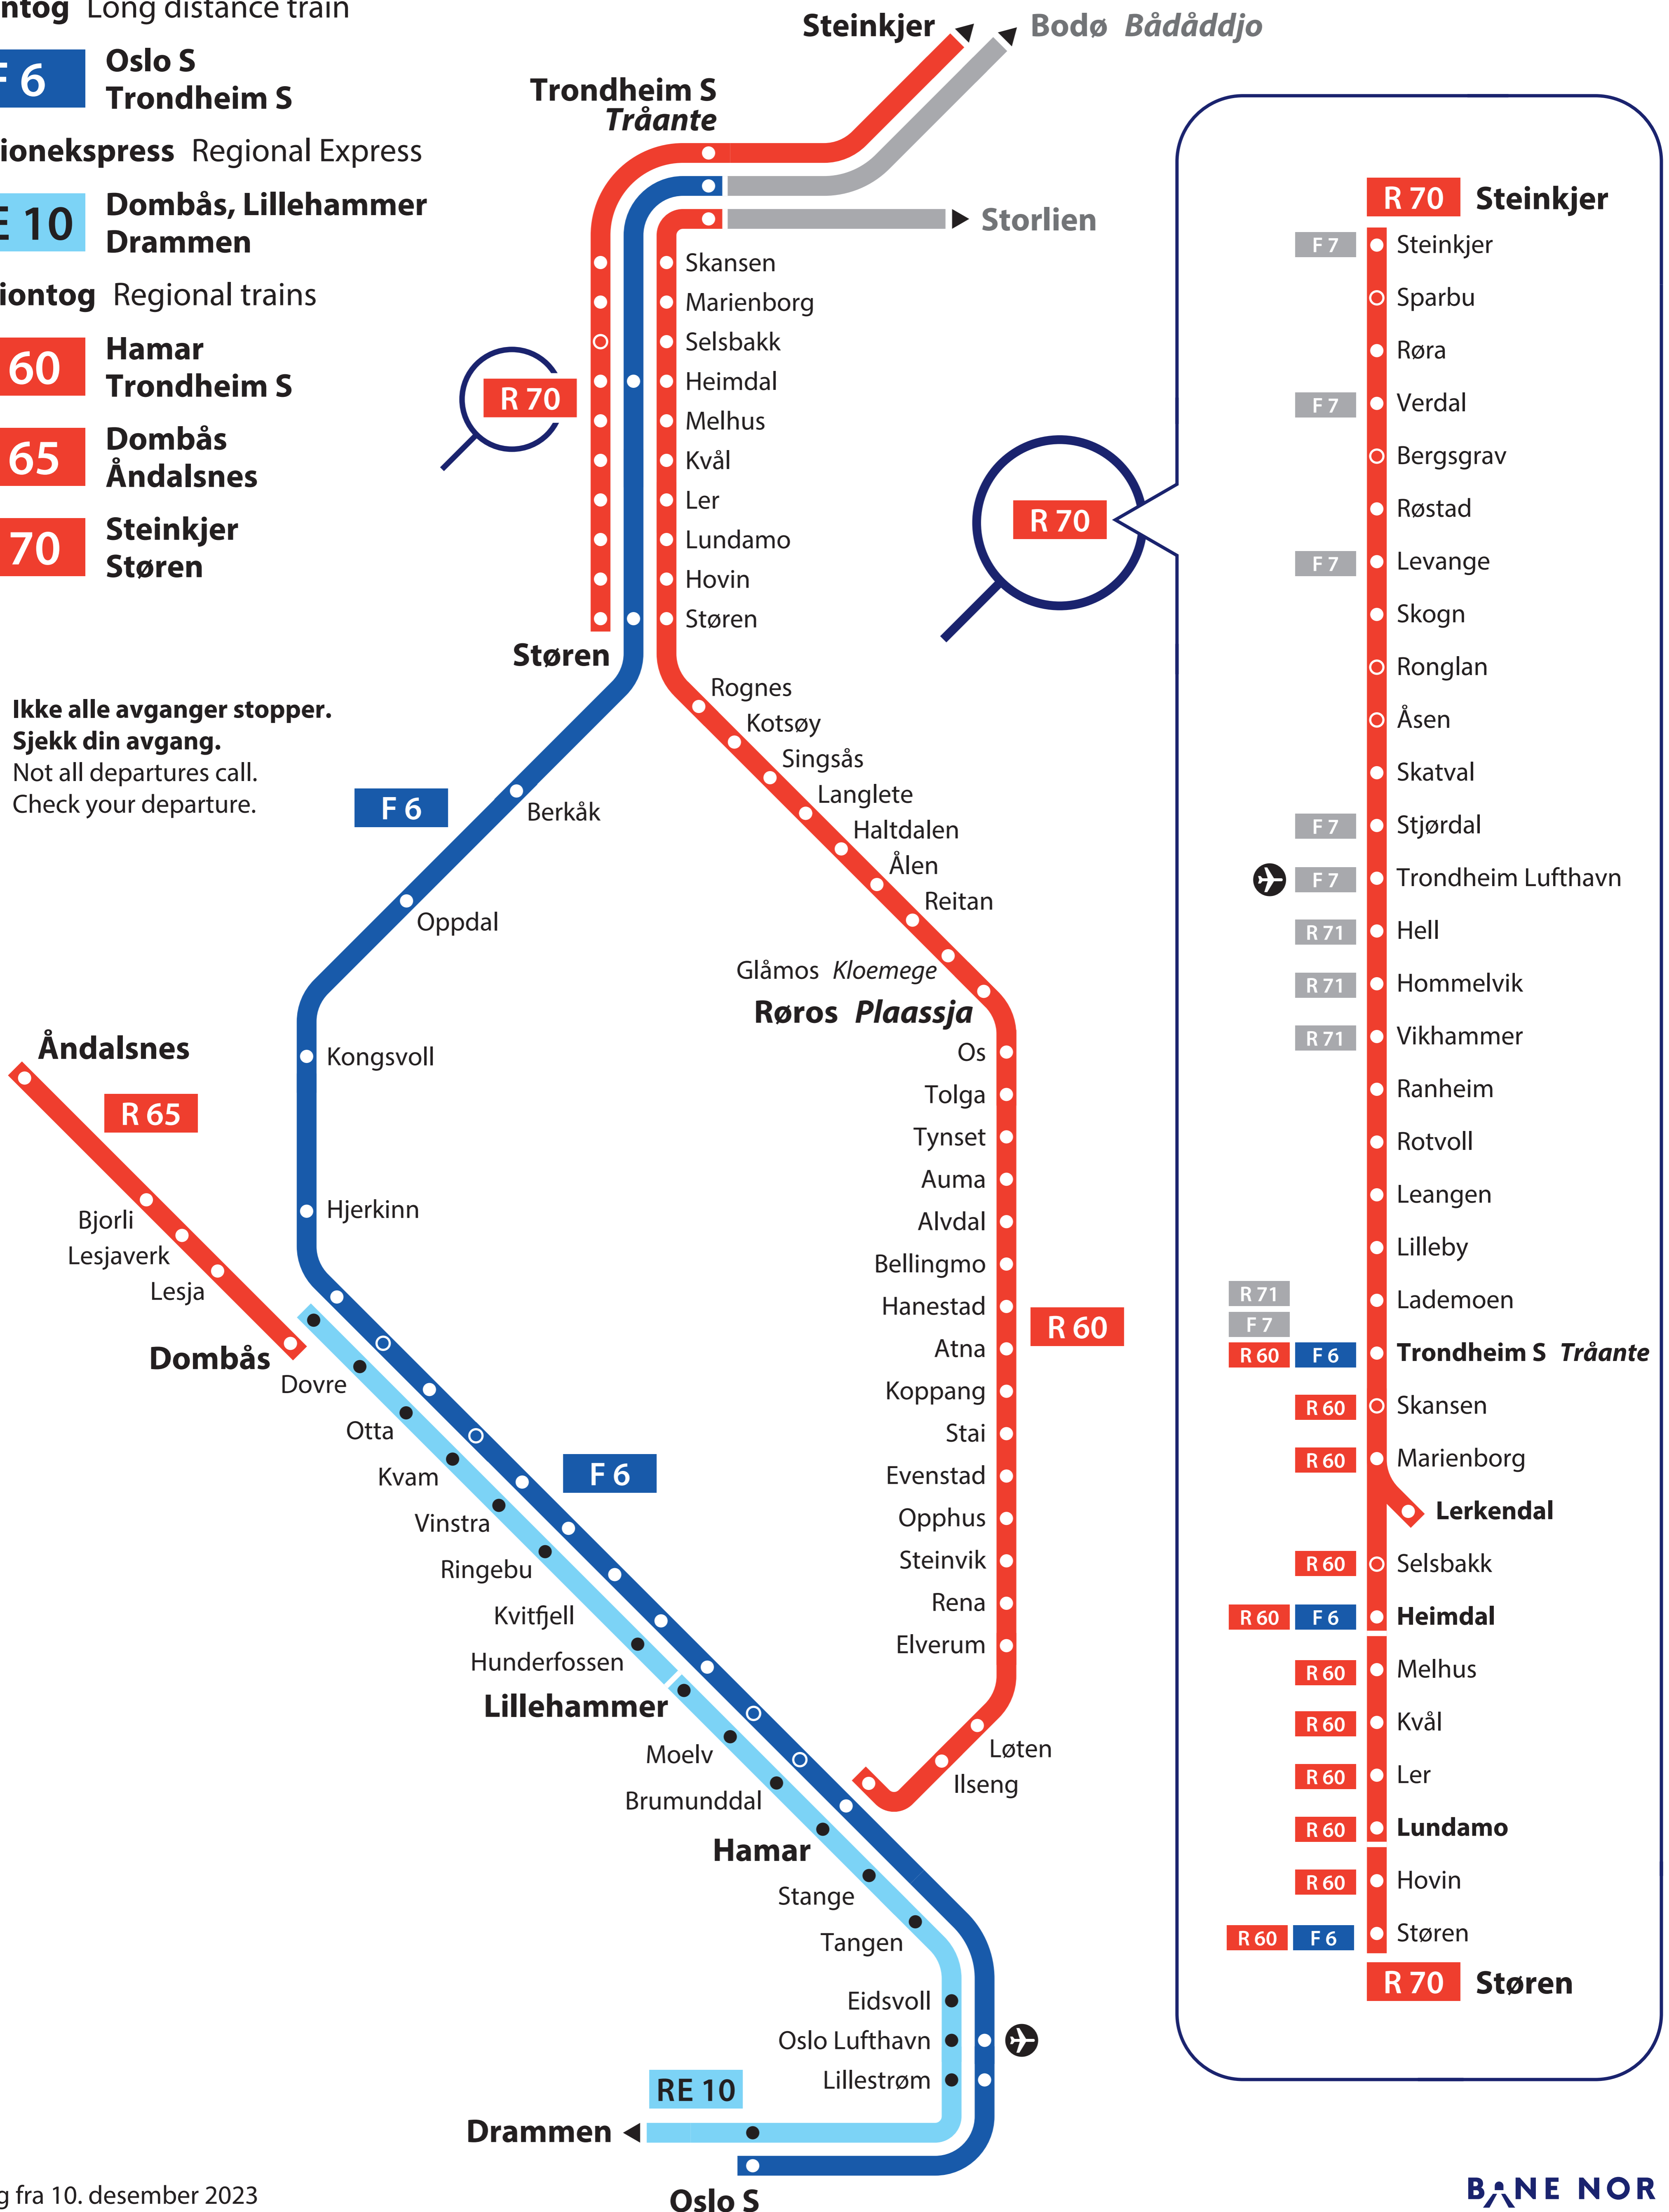 ntog Long distance train
F 6 Oslo S
Trondheim S
ionekspress Regional Express
E 10 Dombås, Lillehammer
Drammen
iontog Regional trains
60 Hamar
Trondheim S
65 Dombås
Åndalsnes
70 Steinkjer
Støren
Ikke alle avganger stopper.
Sjekk din avgang.
Not all departures call.
Check your departure.
Steinkjer
Bodø Bådåddjo
Trondheim S
Tråante
Storlien
Skansen
Marienborg
Selsbakk
Heimdal
R 70
Melhus
Kvål
Ler
Lundamo
Hovin
Støren
Støren
Rognes
Kotsøy
Singsås
Langlete
Haltdalen
Ålen
Reitan
Glåmos Kloemege
Røros Plaassja
Os
Tolga
Tynset
Auma
Alvdal
Bellingmo
Hanestad
R 60
Atna
Koppang
Stai
Evenstad
Opphus
Steinvik
Rena
Elverum
Løten
Ilseng
F 6
Berkåk
Oppdal
Kongsvoll
Hjerkinn
Åndalsnes
R 65
Bjorli
Lesjaverk
Lesja
Dombås
Dovre
Otta
Kvam
F 6
Vinstra
Ringebu
Kvitfjell
Hunderfossen
Lillehammer
Moelv
Brumunddal
Hamar
Stange
Tangen
Eidsvoll
Oslo Lufthavn
Lillestrøm
RE 10
Drammen
Oslo S
R 70
R 70 Steinkjer
F 7 Steinkjer
Sparbu
Røra
F 7 Verdal
Bergsgrav
Røstad
F 7 Levange
Skogn
Ronglan
Åsen
Skatval
F 7 Stjørdal
F 7 Trondheim Lufthavn
R 71 Hell
R 71 Hommelvik
R 71 Vikhammer
Ranheim
Rotvoll
Leangen
Lilleby
Lademoen
R 71
F 7
R 60 F 6 Trondheim S Tråante
R 60 Skansen
R 60 Marienborg
Lerkendal
R 60 Selsbakk
R 60 F 6 Heimdal
R 60 Melhus
R 60 Kvål
R 60 Ler
R 60 Lundamo
R 60 Hovin
R 60 F 6 Støren
R 70 Støren
g fra 10. desember 2023
BANE NOR